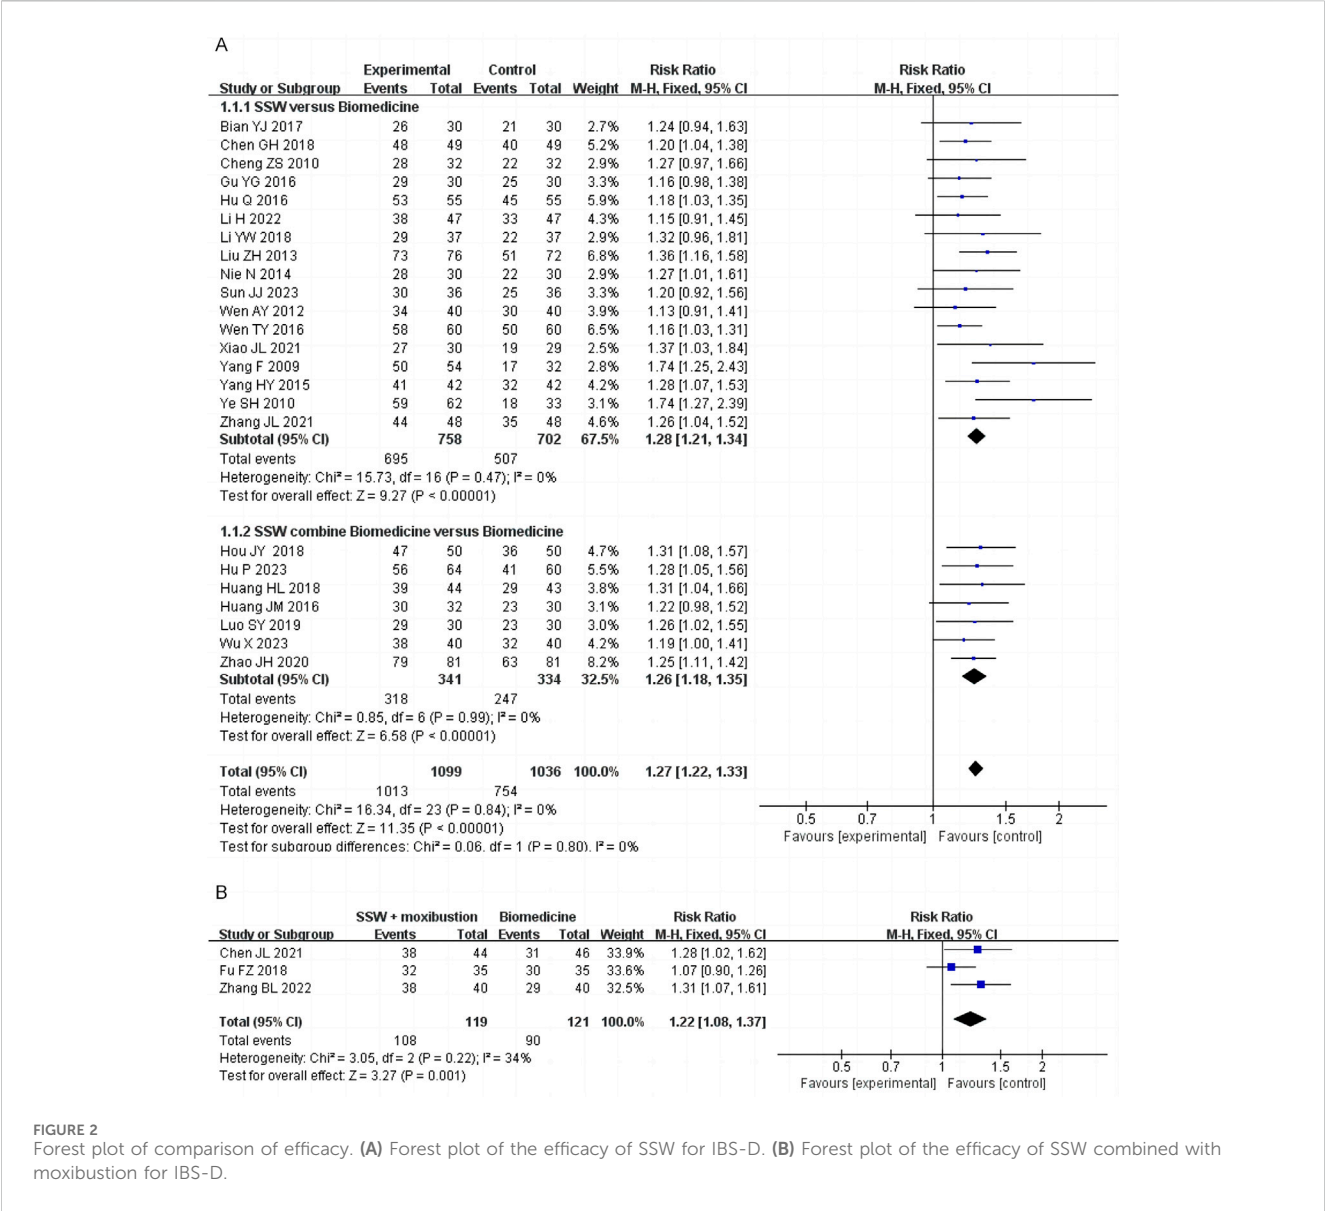 A
Experimental Control Risk Ratio Risk Ratio
Study or Subgroup Events Total Events Total Weight M-H, Fixed, 95% CI M-H, Fixed, 95% CI
1.1.1 SSW versus Biomedicine
Bian YJ 2017 26 30 21 30 2.7% 1.24 [0.94, 1.63]
Chen GH 2018 48 49 40 49 5.2% 1.20 [1.04, 1.38]
Cheng ZS 2010 28 32 22 32 2.9% 1.27 [0.97, 1.66]
Gu YG 2016 29 30 25 30 3.3% 1.16 [0.98, 1.38]
Hu Q 2016 53 55 45 55 5.9% 1.18 [1.03, 1.35]
Li H 2022 38 47 33 47 4.3% 1.15 [0.91, 1.45]
Li YW 2018 29 37 22 37 2.9% 1.32 [0.96, 1.81]
Liu ZH 2013 73 76 51 72 6.8% 1.36 [1.16, 1.58]
Nie N 2014 28 30 22 30 2.9% 1.27 [1.01, 1.61]
Sun JJ 2023 30 36 25 36 3.3% 1.20 [0.92, 1.56]
Wen AY 2012 34 40 30 40 3.9% 1.13 [0.91, 1.41]
Wen TY 2016 58 60 50 60 6.5% 1.16 [1.03, 1.31]
Xiao JL 2021 27 30 19 29 2.5% 1.37 [1.03, 1.84]
Yang F 2009 50 54 17 32 2.8% 1.74 [1.25, 2.43]
Yang HY 2015 41 42 32 42 4.2% 1.28 [1.07, 1.53]
Ye SH 2010 59 62 18 33 3.1% 1.74 [1.27, 2.39]
Zhang JL 2021 44 48 35 48 4.6% 1.26 [1.04, 1.52]
Subtotal (95% CI) 758 702 67.5% 1.28 [1.21, 1.34]
Total events 695 507
Heterogeneity: Chi² = 15.73, df = 16 (P = 0.47); I² = 0%
Test for overall effect: Z = 9.27 (P < 0.00001)
1.1.2 SSW combine Biomedicine versus Biomedicine
Hou JY 2018 47 50 36 50 4.7% 1.31 [1.08, 1.57]
Hu P 2023 56 64 41 60 5.5% 1.28 [1.05, 1.56]
Huang HL 2018 39 44 29 43 3.8% 1.31 [1.04, 1.66]
Huang JM 2016 30 32 23 30 3.1% 1.22 [0.98, 1.52]
Luo SY 2019 29 30 23 30 3.0% 1.26 [1.02, 1.55]
Wu X 2023 38 40 32 40 4.2% 1.19 [1.00, 1.41]
Zhao JH 2020 79 81 63 81 8.2% 1.25 [1.11, 1.42]
Subtotal (95% CI) 341 334 32.5% 1.26 [1.18, 1.35]
Total events 318 247
Heterogeneity: Chi² = 0.85, df = 6 (P = 0.99); I² = 0%
Test for overall effect: Z = 6.58 (P < 0.00001)
Total (95% CI) 1099 1036 100.0% 1.27 [1.22, 1.33]
Total events 1013 754
Heterogeneity: Chi² = 16.34, df = 23 (P = 0.84); I² = 0%
Test for overall effect: Z = 11.35 (P < 0.00001)
Test for subgroup differences: Chi² = 0.06, df = 1 (P = 0.80), I² = 0%
0.5 0.7 1 1.5 2
Favours [experimental] Favours [control]
B
SSW + moxibustion Biomedicine Risk Ratio Risk Ratio
Study or Subgroup Events Total Events Total Weight M-H, Fixed, 95% CI M-H, Fixed, 95% CI
Chen JL 2021 38 44 31 46 33.9% 1.28 [1.02, 1.62]
Fu FZ 2018 32 35 30 35 33.6% 1.07 [0.90, 1.26]
Zhang BL 2022 38 40 29 40 32.5% 1.31 [1.07, 1.61]
Total (95% CI) 119 121 100.0% 1.22 [1.08, 1.37]
Total events 108 90
Heterogeneity: Chi² = 3.05, df = 2 (P = 0.22); I² = 34%
Test for overall effect: Z = 3.27 (P = 0.001)
0.5 0.7 1 1.5 2
Favours [experimental] Favours [control]
FIGURE 2
Forest plot of comparison of efficacy. (A) Forest plot of the efficacy of SSW for IBS-D. (B) Forest plot of the efficacy of SSW combined with
moxibustion for IBS-D.